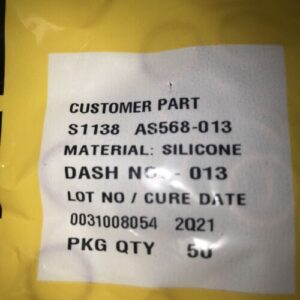 CUSTOMER PART
S1138 AS568-013
MATERIAL: SILICONE
DASH NO. - 013
LOT NO / CURE DATE
0031008054 2Q21
PKG QTY 50